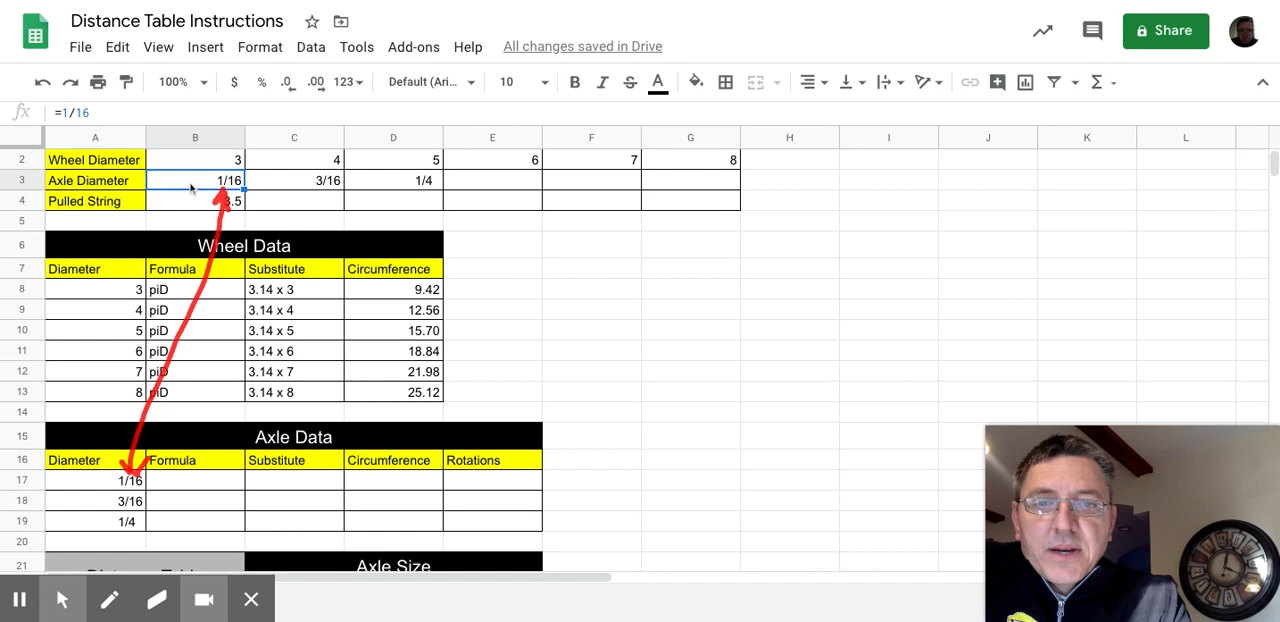 Distance Table Instructions
File Edit View Insert Format Data Tools Add-ons Help All changes saved in Drive
Share
100% $ % .0 .00 123 Default (Ari... 10 B I S A Σ
fx =1/16
A B C D E F G H I J K L
2 Wheel Diameter 3 4 5 6 7 8
3 Axle Diameter 1/16 3/16 1/4
4 Pulled String 3.5
5
6 Wheel Data
7 Diameter Formula Substitute Circumference
8 3 piD 3.14 x 3 9.42
9 4 piD 3.14 x 4 12.56
10 5 piD 3.14 x 5 15.70
11 6 piD 3.14 x 6 18.84
12 7 piD 3.14 x 7 21.98
13 8 piD 3.14 x 8 25.12
14
15 Axle Data
16 Diameter Formula Substitute Circumference Rotations
17 1/16
18 3/16
19 1/4
20
21 Axle Size